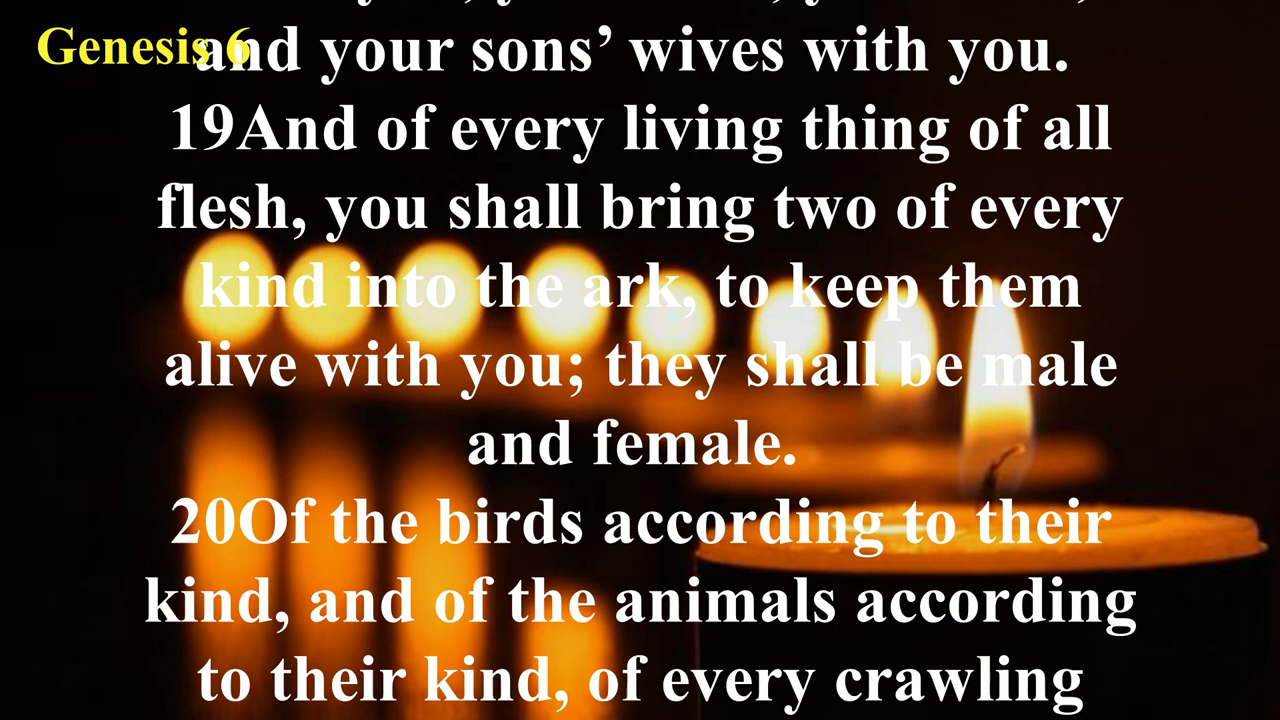 Genesis 6
and your sons’ wives with you.
19And of every living thing of all
flesh, you shall bring two of every
kind into the ark, to keep them
alive with you; they shall be male
and female.
20Of the birds according to their
kind, and of the animals according
to their kind, of every crawling